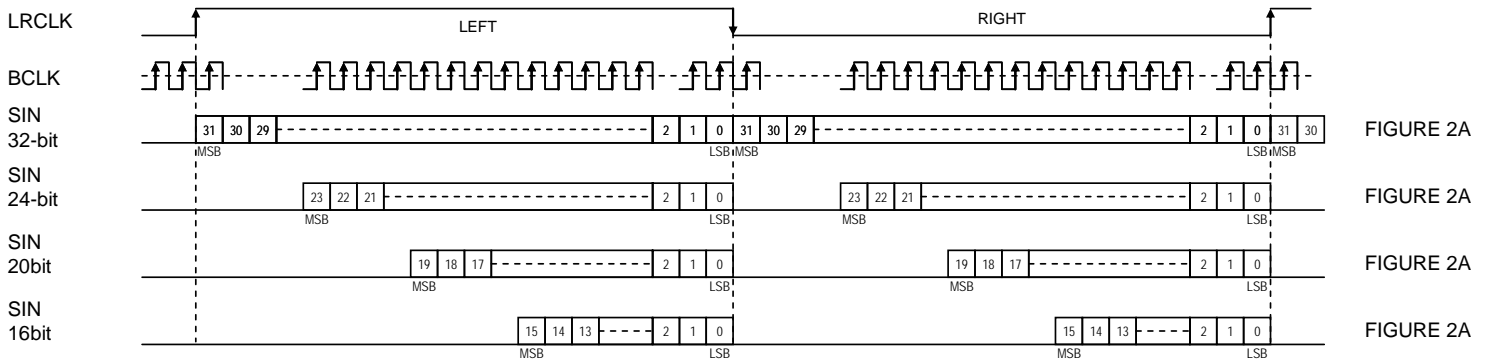 LRCLK LEFT RIGHT
BCLK
SIN
32-bit 31 30 29 2 1 0 31 30 29 2 1 0 31 30 FIGURE 2A
MSB LSB MSB LSB MSB
SIN
24-bit 23 22 21 2 1 0 23 22 21 2 1 0 FIGURE 2A
MSB LSB MSB LSB
SIN
20bit 19 18 17 2 1 0 19 18 17 2 1 0 FIGURE 2A
MSB LSB MSB LSB
SIN
16bit 15 14 13 2 1 0 15 14 13 2 1 0 FIGURE 2A
MSB LSB MSB LSB